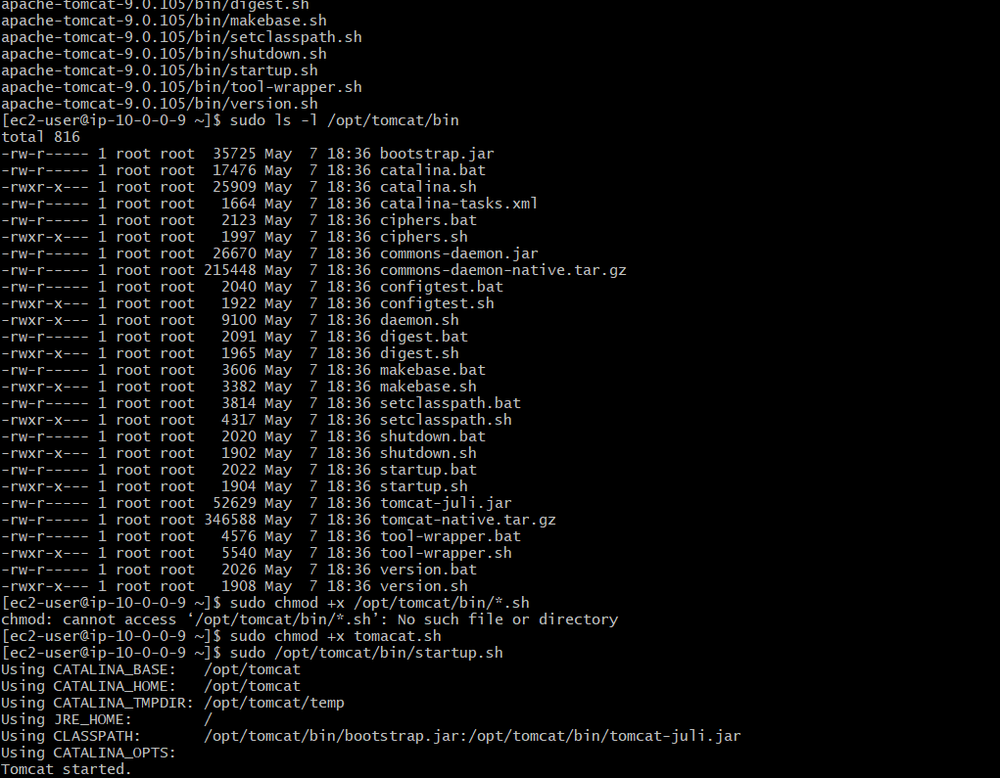 apache-tomcat-9.0.105/bin/digest.sh
apache-tomcat-9.0.105/bin/makebase.sh
apache-tomcat-9.0.105/bin/setclasspath.sh
apache-tomcat-9.0.105/bin/shutdown.sh
apache-tomcat-9.0.105/bin/startup.sh
apache-tomcat-9.0.105/bin/tool-wrapper.sh
apache-tomcat-9.0.105/bin/version.sh
[ec2-user@ip-10-0-0-9 ~]$ sudo ls -l /opt/tomcat/bin
total 816
-rw-r----- 1 root root  35725 May  7 18:36 bootstrap.jar
-rw-r----- 1 root root  17476 May  7 18:36 catalina.bat
-rwxr-x--- 1 root root  25909 May  7 18:36 catalina.sh
-rw-r----- 1 root root   1664 May  7 18:36 catalina-tasks.xml
-rw-r----- 1 root root   2123 May  7 18:36 ciphers.bat
-rwxr-x--- 1 root root   1997 May  7 18:36 ciphers.sh
-rw-r----- 1 root root  26670 May  7 18:36 commons-daemon.jar
-rw-r----- 1 root root 215448 May  7 18:36 commons-daemon-native.tar.gz
-rw-r----- 1 root root   2040 May  7 18:36 configtest.bat
-rwxr-x--- 1 root root   1922 May  7 18:36 configtest.sh
-rwxr-x--- 1 root root   9100 May  7 18:36 daemon.sh
-rw-r----- 1 root root   2091 May  7 18:36 digest.bat
-rwxr-x--- 1 root root   1965 May  7 18:36 digest.sh
-rw-r----- 1 root root   3606 May  7 18:36 makebase.bat
-rwxr-x--- 1 root root   3382 May  7 18:36 makebase.sh
-rw-r----- 1 root root   3814 May  7 18:36 setclasspath.bat
-rwxr-x--- 1 root root   4317 May  7 18:36 setclasspath.sh
-rw-r----- 1 root root   2020 May  7 18:36 shutdown.bat
-rwxr-x--- 1 root root   1902 May  7 18:36 shutdown.sh
-rw-r----- 1 root root   2022 May  7 18:36 startup.bat
-rwxr-x--- 1 root root   1904 May  7 18:36 startup.sh
-rw-r----- 1 root root  52629 May  7 18:36 tomcat-juli.jar
-rw-r----- 1 root root 346588 May  7 18:36 tomcat-native.tar.gz
-rw-r----- 1 root root   4576 May  7 18:36 tool-wrapper.bat
-rwxr-x--- 1 root root   5540 May  7 18:36 tool-wrapper.sh
-rw-r----- 1 root root   2026 May  7 18:36 version.bat
-rwxr-x--- 1 root root   1908 May  7 18:36 version.sh
[ec2-user@ip-10-0-0-9 ~]$ sudo chmod +x /opt/tomcat/bin/*.sh
chmod: cannot access ‘/opt/tomcat/bin/*.sh’: No such file or directory
[ec2-user@ip-10-0-0-9 ~]$ sudo chmod +x tomacat.sh
[ec2-user@ip-10-0-0-9 ~]$ sudo /opt/tomcat/bin/startup.sh
Using CATALINA_BASE:   /opt/tomcat
Using CATALINA_HOME:   /opt/tomcat
Using CATALINA_TMPDIR: /opt/tomcat/temp
Using JRE_HOME:        /
Using CLASSPATH:       /opt/tomcat/bin/bootstrap.jar:/opt/tomcat/bin/tomcat-juli.jar
Using CATALINA_OPTS:
Tomcat started.